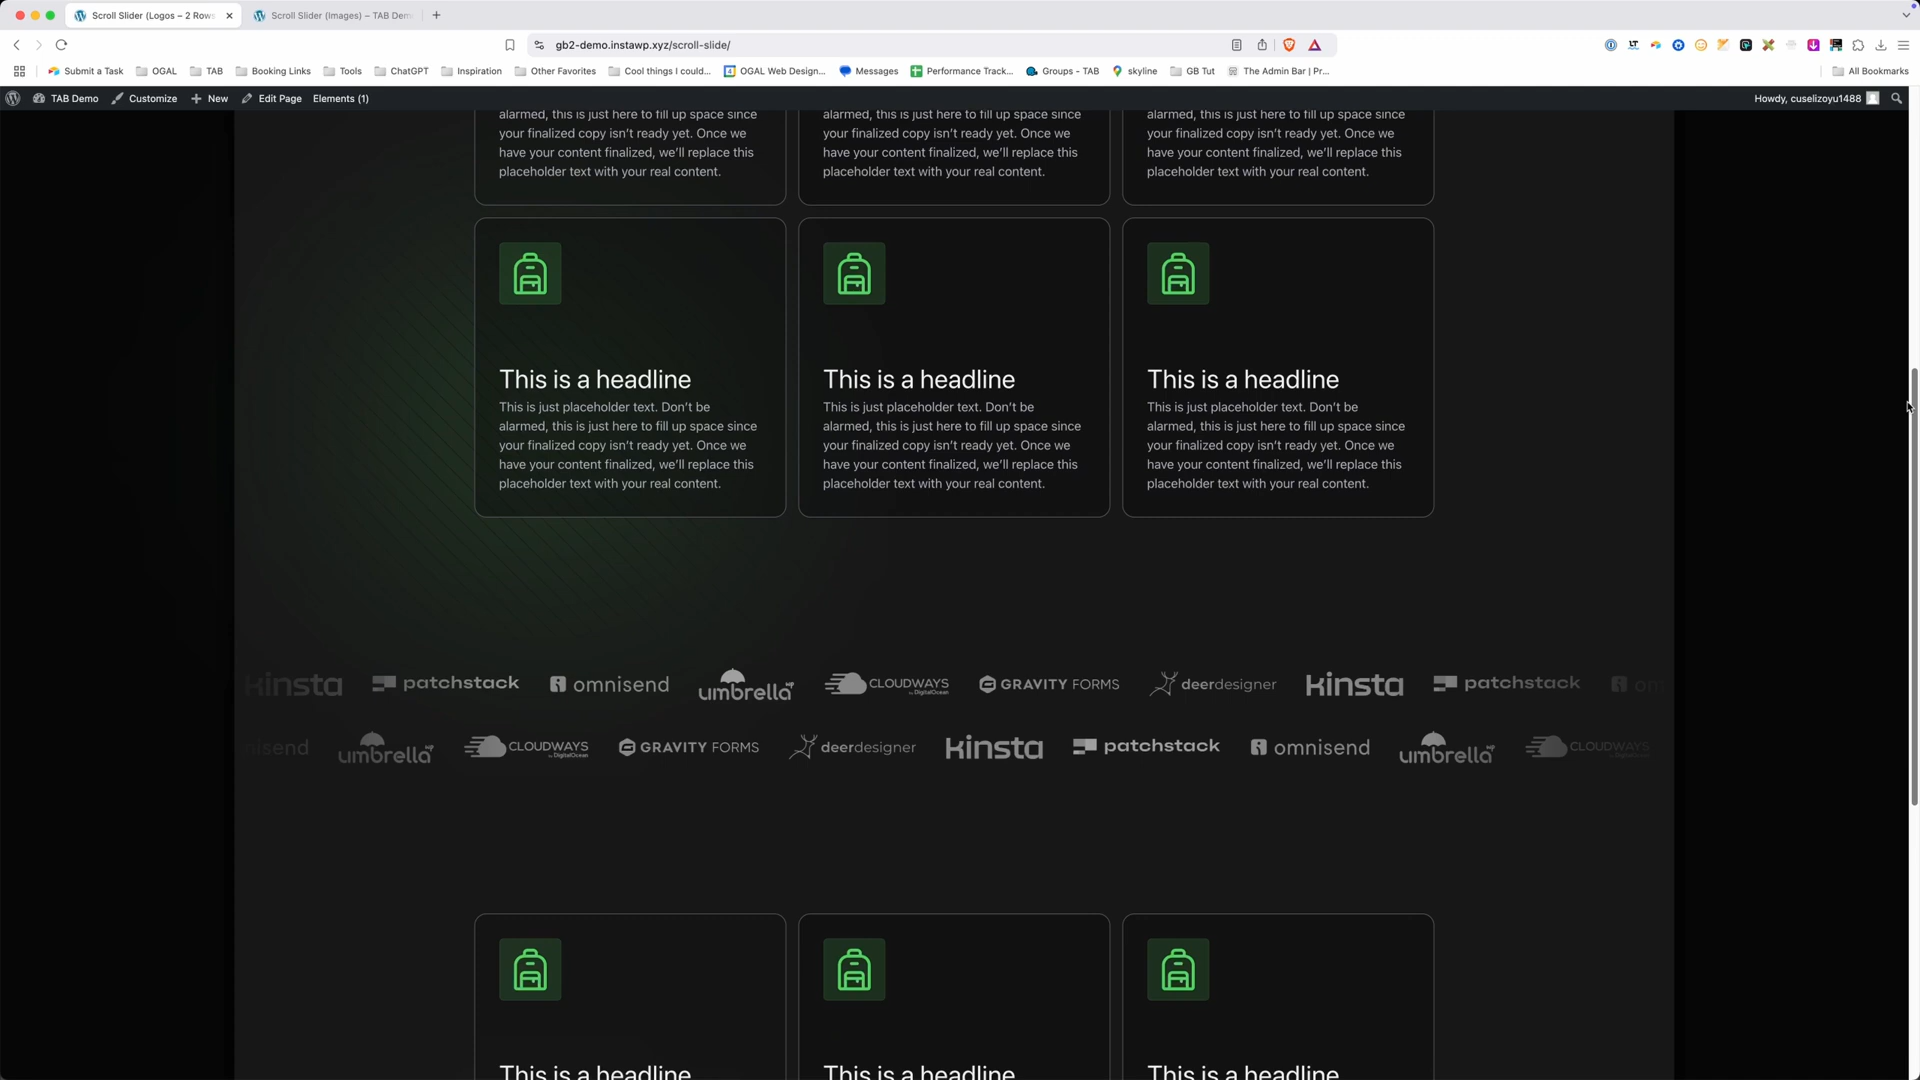 Scroll Slider (Logos – 2 Rows
Scroll Slider (Images) – TAB Dem
gb2-demo.instawp.xyz/scroll-slide/
Submit a Task
OGAL
TAB
Booking Links
Tools
ChatGPT
Inspiration
Other Favorites
Cool things I could...
OGAL Web Design...
Messages
Performance Track...
Groups - TAB
skyline
GB Tut
The Admin Bar | Pr...
All Bookmarks
TAB Demo
Customize
New
Edit Page
Elements (1)
Howdy, cuselizoyu1488
alarmed, this is just here to fill up space since
your finalized copy isn’t ready yet. Once we
have your content finalized, we’ll replace this
placeholder text with your real content.
alarmed, this is just here to fill up space since
your finalized copy isn’t ready yet. Once we
have your content finalized, we’ll replace this
placeholder text with your real content.
alarmed, this is just here to fill up space since
your finalized copy isn’t ready yet. Once we
have your content finalized, we’ll replace this
placeholder text with your real content.
This is a headline
This is just placeholder text. Don’t be
alarmed, this is just here to fill up space since
your finalized copy isn’t ready yet. Once we
have your content finalized, we’ll replace this
placeholder text with your real content.
This is a headline
This is just placeholder text. Don’t be
alarmed, this is just here to fill up space since
your finalized copy isn’t ready yet. Once we
have your content finalized, we’ll replace this
placeholder text with your real content.
This is a headline
This is just placeholder text. Don’t be
alarmed, this is just here to fill up space since
your finalized copy isn’t ready yet. Once we
have your content finalized, we’ll replace this
placeholder text with your real content.
kinsta patchstack omnisend umbrella WP CLOUDWAYS by DigitalOcean GRAVITY FORMS deerdesigner kinsta patchstack om
nisend umbrella WP CLOUDWAYS by DigitalOcean GRAVITY FORMS deerdesigner kinsta patchstack omnisend umbrella WP CLOUDWAYS by DigitalOcean
This is a headline
This is a headline
This is a headline